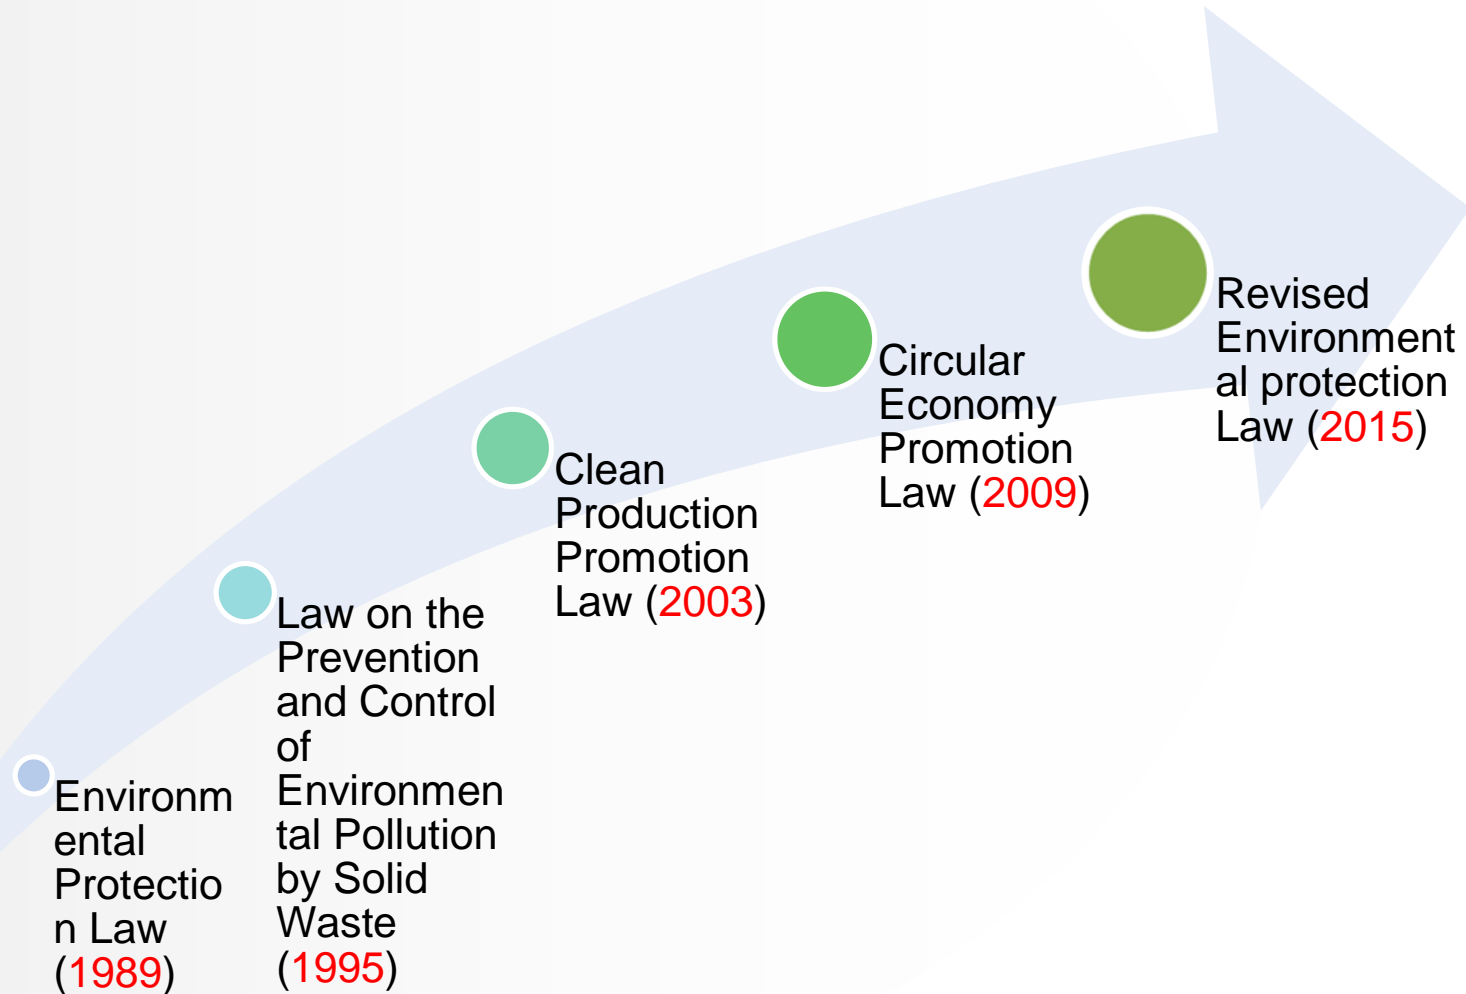 Environm
ental
Protectio
n Law
(1989)
Law on the
Prevention
and Control
of
Environmen
tal Pollution
by Solid
Waste
(1995)
Clean
Production
Promotion
Law (2003)
Circular
Economy
Promotion
Law (2009)
Revised
Environment
al protection
Law (2015)